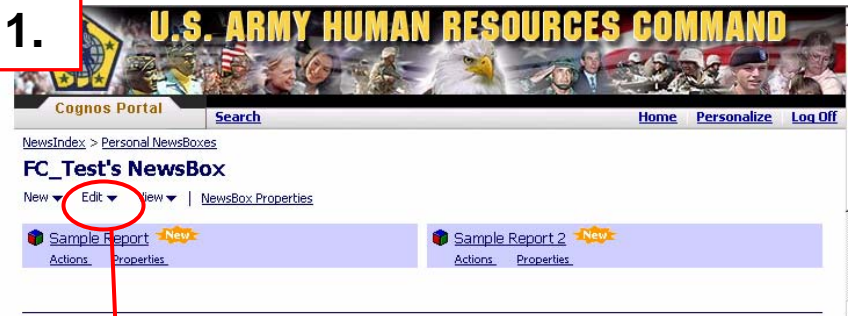 1.
U.S. ARMY HUMAN RESOURCES COMMAND
Cognos Portal
Search
Home Personalize Log Off
NewsIndex > Personal NewsBoxes
FC_Test's NewsBox
New Edit View | NewsBox Properties
Sample Report New Sample Report 2 New
Actions Properties Actions Properties